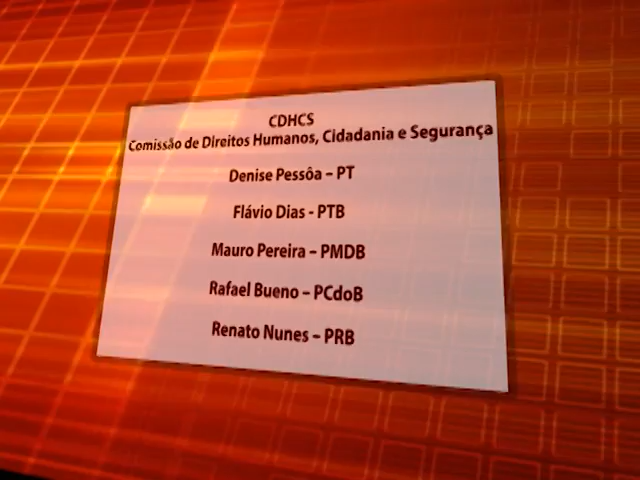 CDHCS
Comissão de Direitos Humanos, Cidadania e Segurança
Denise Pessôa – PT
Flávio Dias - PTB
Mauro Pereira – PMDB
Rafael Bueno – PCdoB
Renato Nunes – PRB